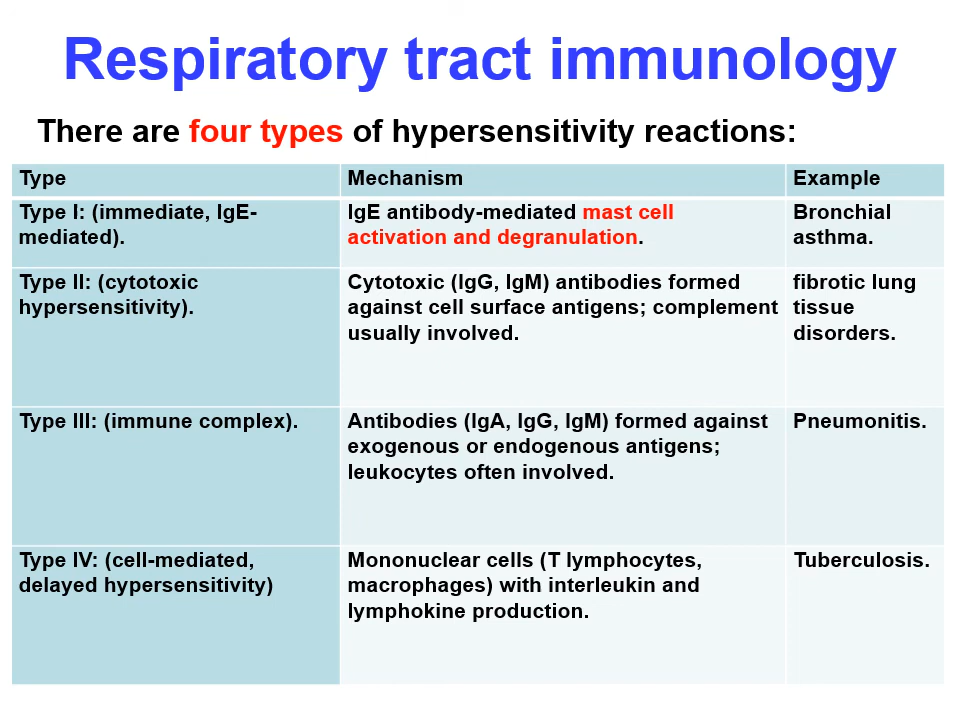 Respiratory tract immunology
There are four types of hypersensitivity reactions:
Type
Mechanism
Example
Type I: (immediate, IgE-
mediated).
IgE antibody-mediated mast cell
activation and degranulation.
Bronchial
asthma.
Type II: (cytotoxic
hypersensitivity).
Cytotoxic (IgG, IgM) antibodies formed
against cell surface antigens; complement
usually involved.
fibrotic lung
tissue
disorders.
Type III: (immune complex).
Antibodies (IgA, IgG, IgM) formed against
exogenous or endogenous antigens;
leukocytes often involved.
Pneumonitis.
Type IV: (cell-mediated,
delayed hypersensitivity)
Mononuclear cells (T lymphocytes,
macrophages) with interleukin and
lymphokine production.
Tuberculosis.